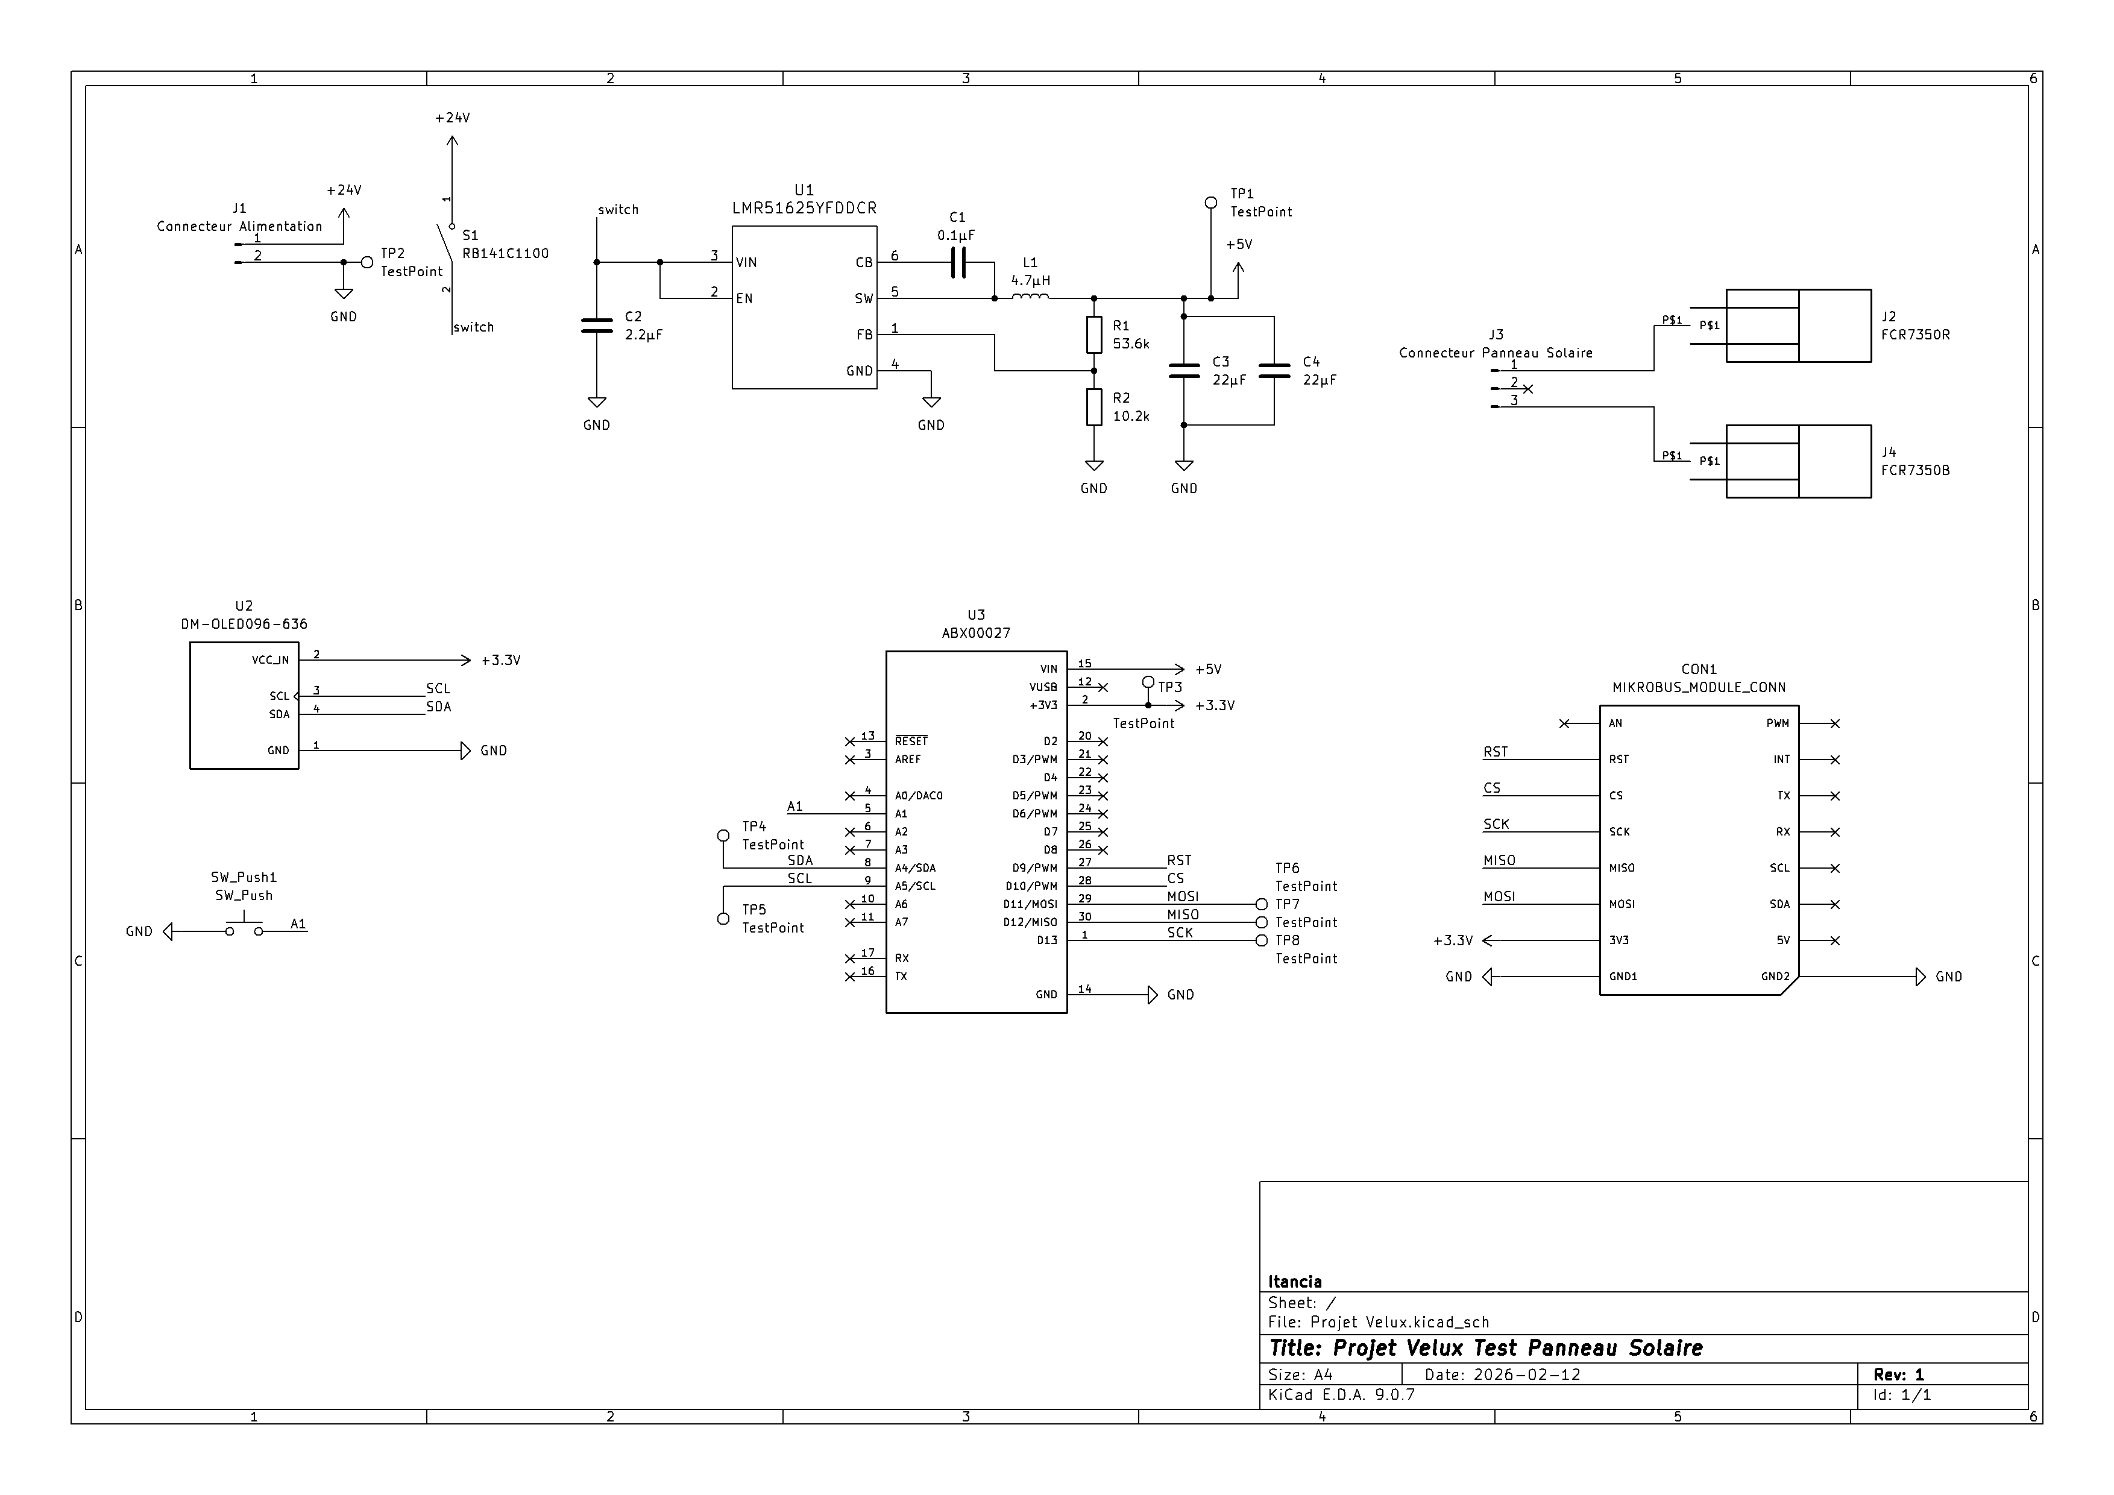 1 2 3 4 5 6
A
B
C
D
A
B
C
D
1 2 3 4 5 6
J1
Connecteur Alimentation
1
2
+24V
GND
TP2
TestPoint
+24V
1
S1
RB141C1100
2
switch
switch
C2
2.2µF
GND
U1
LMR51625YFDDCR
3 VIN
2 EN
CB 6
SW 5
FB 1
GND 4
GND
C1
0.1µF
L1
4.7µH
R1
53.6k
R2
10.2k
GND
TP1
TestPoint
+5V
C3
22µF
C4
22µF
GND
J3
Connecteur Panneau Solaire
1
2
3
P$1 P$1
J2
FCR7350R
P$1 P$1
J4
FCR7350B
U2
DM-OLED096-636
VCC_IN 2 +3.3V
SCL 3 SCL
SDA 4 SDA
GND 1 GND
SW_Push1
SW_Push
GND A1
U3
ABX00027
VIN 15 +5V
VUSB 12
+3V3 2 +3.3V
TP3
TestPoint
13 RESET
3 AREF
4 A0/DAC0
A1 5 A1
6 A2
7 A3
SDA 8 A4/SDA
SCL 9 A5/SCL
10 A6
11 A7
17 RX
16 TX
TP4
TestPoint
TP5
TestPoint
D2 20
D3/PWM 21
D4 22
D5/PWM 23
D6/PWM 24
D7 25
D8 26
D9/PWM 27 RST
D10/PWM 28 CS
D11/MOSI 29 MOSI
D12/MISO 30 MISO
D13 1 SCK
GND 14 GND
TP6
TestPoint
TP7
TestPoint
TP8
TestPoint
CON1
MIKROBUS_MODULE_CONN
AN PWM
RST RST INT
CS CS TX
SCK SCK RX
MISO MISO SCL
MOSI MOSI SDA
+3.3V 3V3 5V
GND GND1 GND2 GND
Itancia
Sheet: /
File: Projet Velux.kicad_sch
Title: Projet Velux Test Panneau Solaire
Size: A4 Date: 2026-02-12 Rev: 1
KiCad E.D.A. 9.0.7 Id: 1/1